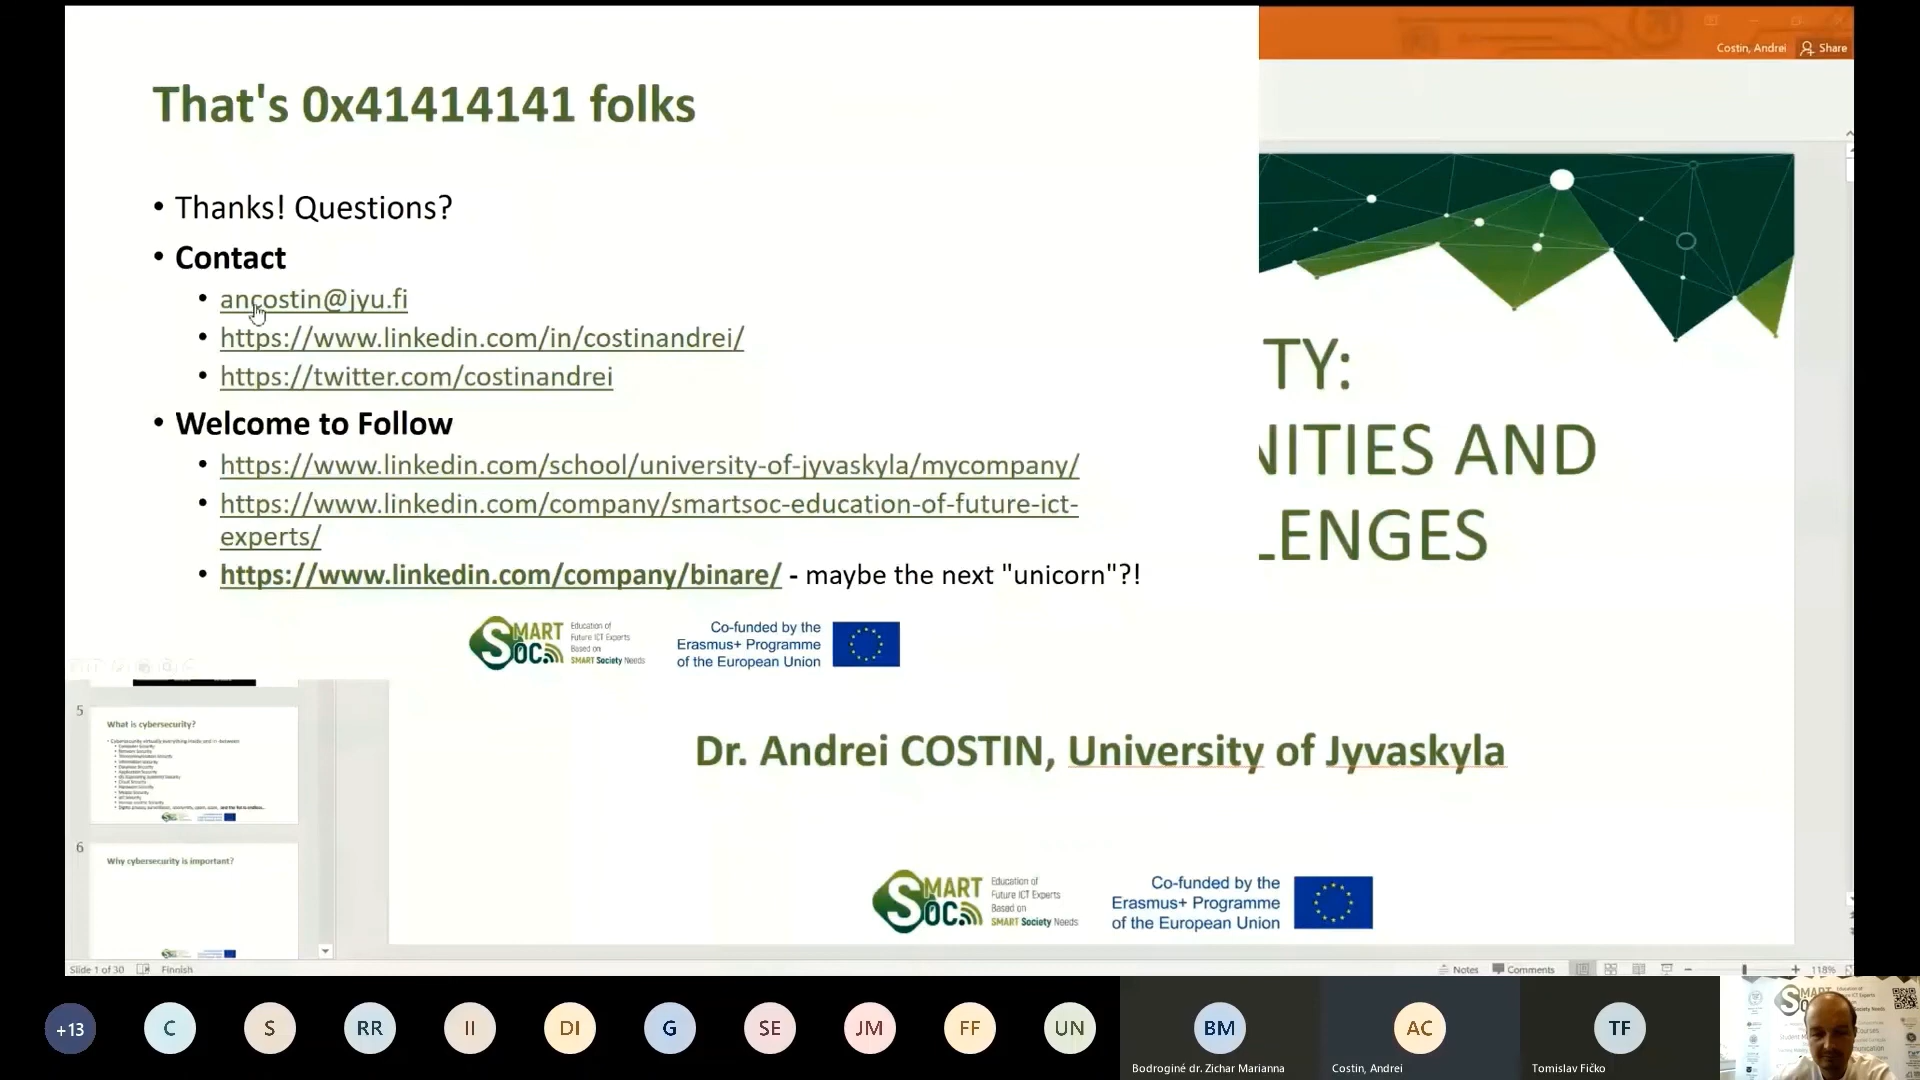 Costin, Andrei
Share
That's 0x41414141 folks
• Thanks! Questions?
• Contact
• ancostin@jyu.fi
• https://www.linkedin.com/in/costinandrei/
• https://twitter.com/costinandrei
• Welcome to Follow
• https://www.linkedin.com/school/university-of-jyvaskyla/mycompany/
• https://www.linkedin.com/company/smartsoc-education-of-future-ict-
experts/
• https://www.linkedin.com/company/binare/ - maybe the next "unicorn"?!
SMART
SOC
Education of
Future ICT Experts
Based on
SMART Society Needs
Co-funded by the
Erasmus+ Programme
of the European Union
TY:
NITIES AND
LENGES
5
What is cybersecurity?
6
Why cybersecurity is important?
Dr. Andrei COSTIN, University of Jyvaskyla
SMART
SOC
Education of
Future ICT Experts
Based on
SMART Society Needs
Co-funded by the
Erasmus+ Programme
of the European Union
Slide 1 of 30
Finnish
Notes
Comments
118%
+13
C
S
RR
II
DI
G
SE
JM
FF
UN
BM
Bodroginé dr. Zichar Marianna
AC
Costin, Andrei
TF
Tomislav Fičko